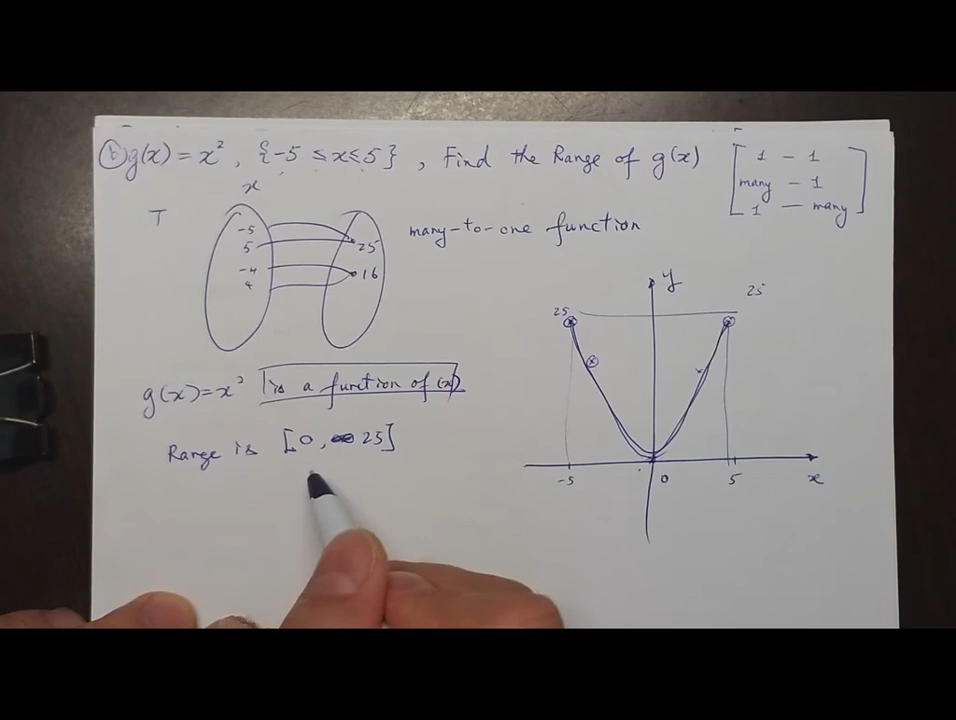 (b) g(x) = x², {-5 ≤ x ≤ 5}, Find the Range of g(x)
[ 1 - 1
many - 1
1 — many ]
x
T
-5
5
-4
4
25
16
many-to-one function
y
25
25
g(x) = x² is a function of (x)
Range is [0, 25]
-5
0
5
x